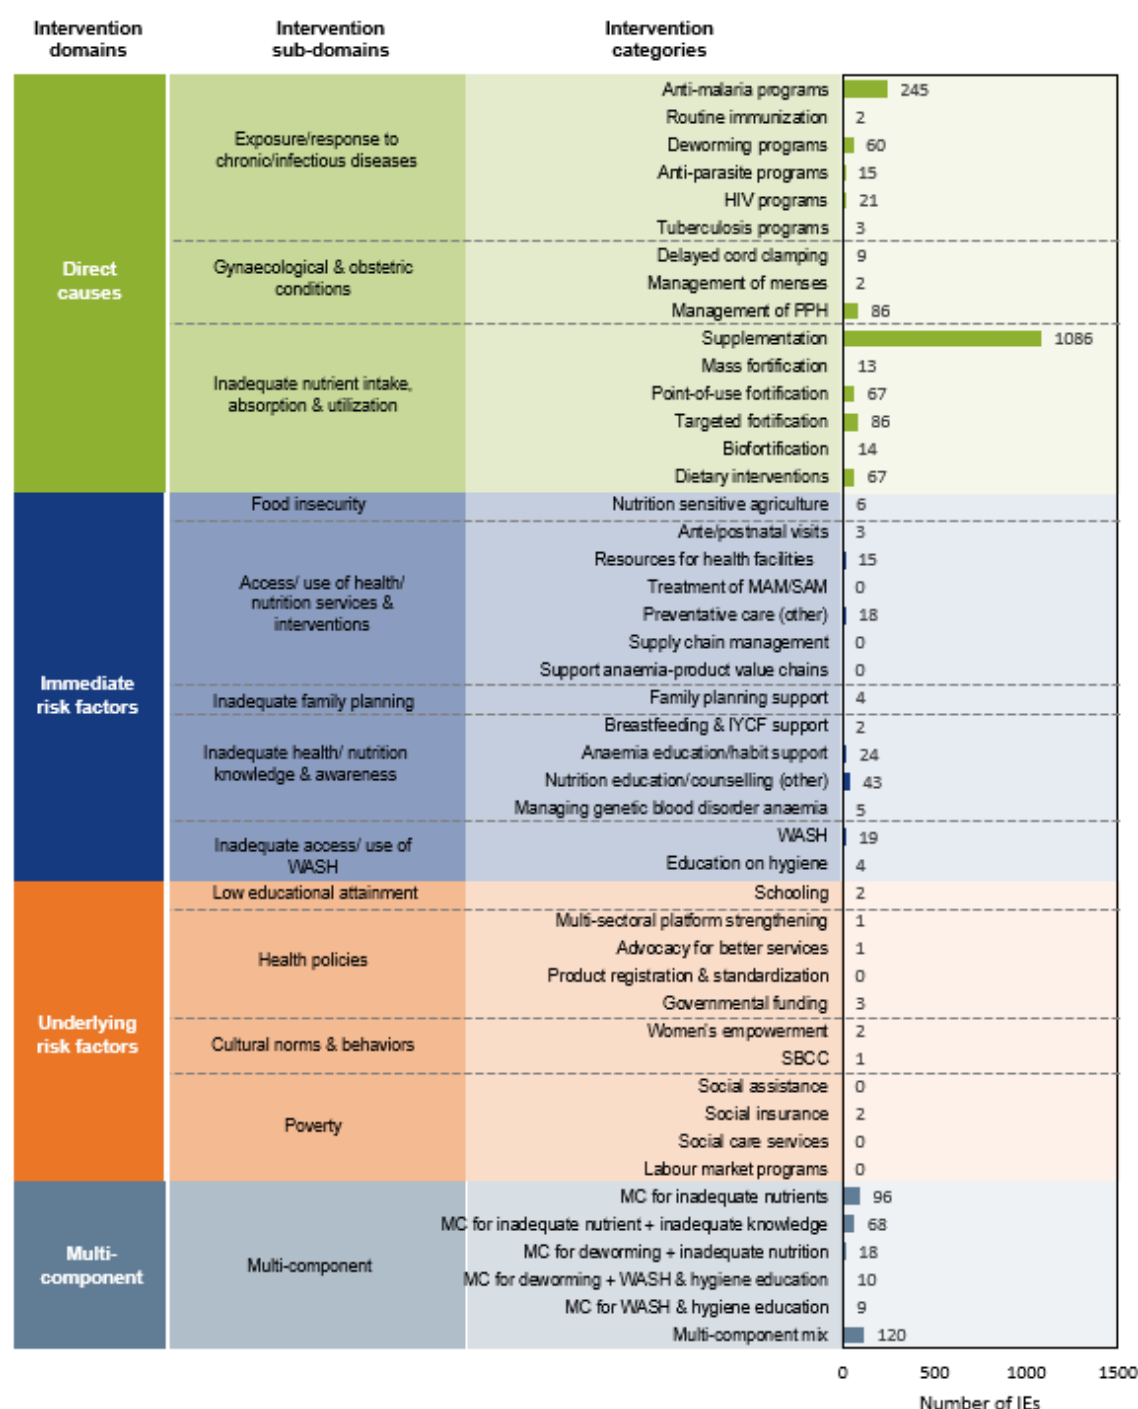 Intervention
domains
Intervention
sub-domains
Intervention
categories
Direct
causes
Exposure/response to
chronic/infectious diseases
Anti-malaria programs 245
Routine immunization 2
Deworming programs 60
Anti-parasite programs 15
HIV programs 21
Tuberculosis programs 3
Gynaecological & obstetric
conditions
Delayed cord clamping 9
Management of menses 2
Management of PPH 86
Inadequate nutrient intake,
absorption & utilization
Supplementation 1086
Mass fortification 13
Point-of-use fortification 67
Targeted fortification 86
Biofortification 14
Dietary interventions 67
Immediate
risk factors
Food insecurity
Nutrition sensitive agriculture 6
Access/ use of health/
nutrition services &
interventions
Ante/postnatal visits 3
Resources for health facilities 15
Treatment of MAM/SAM 0
Preventative care (other) 18
Supply chain management 0
Support anaemia-product value chains 0
Inadequate family planning
Family planning support 4
Inadequate health/ nutrition
knowledge & awareness
Breastfeeding & IYCF support 2
Anaemia education/habit support 24
Nutrition education/counselling (other) 43
Managing genetic blood disorder anaemia 5
Inadequate access/ use of
WASH
WASH 19
Education on hygiene 4
Underlying
risk factors
Low educational attainment
Schooling 2
Health policies
Multi-sectoral platform strengthening 1
Advocacy for better services 1
Product registration & standardization 0
Governmental funding 3
Cultural norms & behaviors
Women's empowerment 2
SBCC 1
Poverty
Social assistance 0
Social insurance 2
Social care services 0
Labour market programs 0
Multi-
component
Multi-component
MC for inadequate nutrients 96
MC for inadequate nutrient + inadequate knowledge 68
MC for deworming + inadequate nutrition 18
MC for deworming + WASH & hygiene education 10
MC for WASH & hygiene education 9
Multi-component mix 120
0 500 1000 1500
Number of IEs